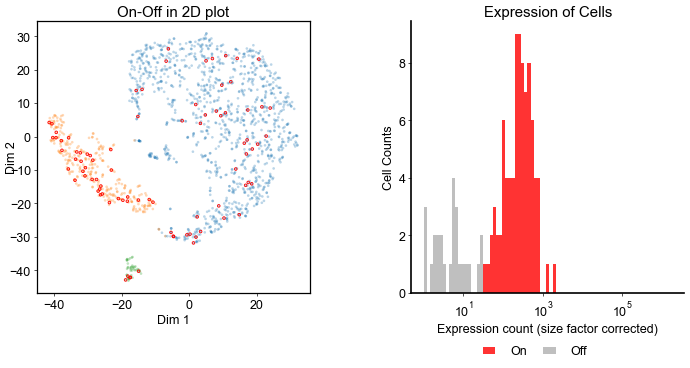 On-Off in 2D plot
Dim 2
30
20
10
0
−10
−20
−30
−40
−40 −20 0 20
Dim 1
Expression of Cells
Cell Counts
8
6
4
2
0
10^1 10^3 10^5
Expression count (size factor corrected)
On Off